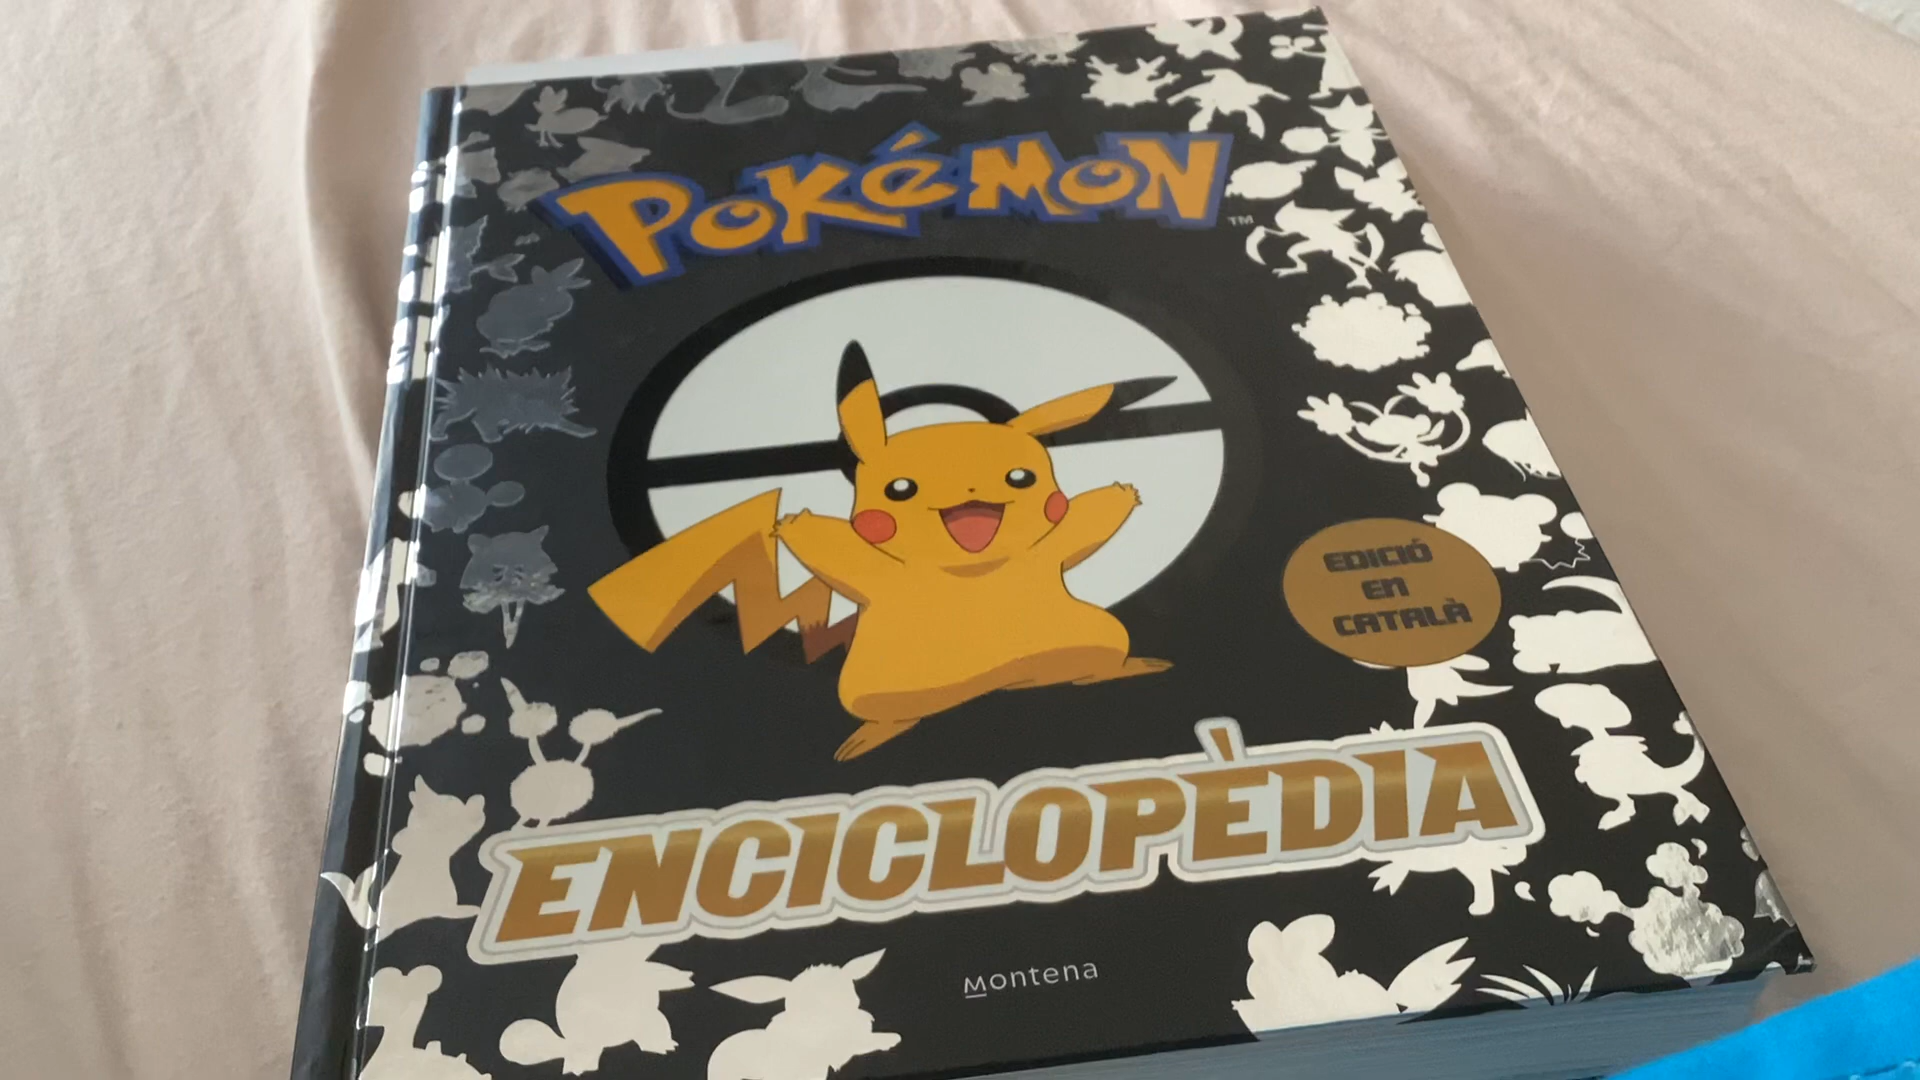 POKéMON
TM
EDICIÓ
EN
CATALÀ
ENCICLOPÈDIA
Montena